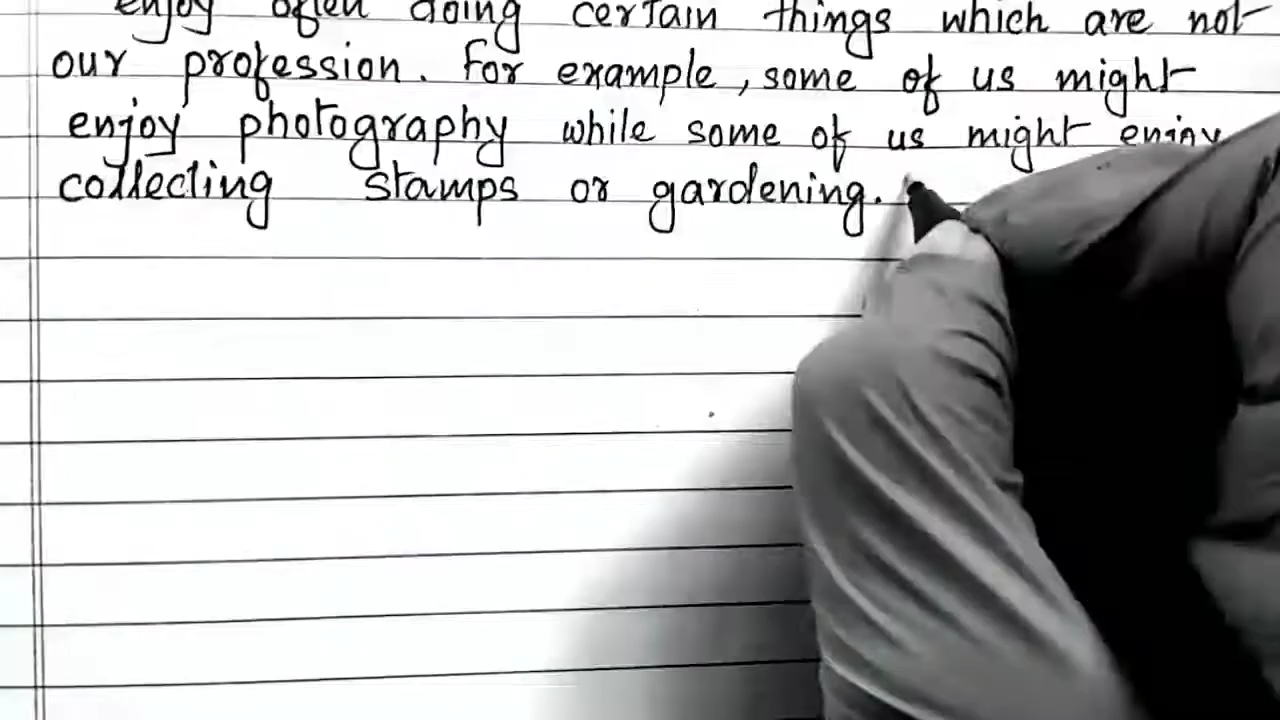 enjoy often doing certain things which are not
our profession. For example, some of us might
enjoy photography while some of us might enjoy
collecting stamps or gardening.